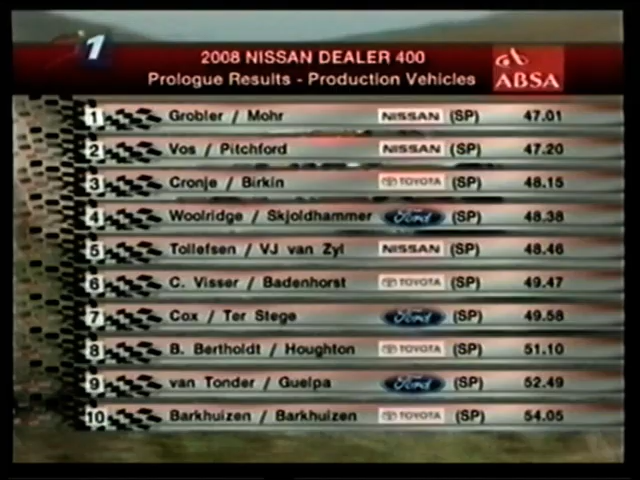 1
2008 NISSAN DEALER 400
Prologue Results - Production Vehicles
ABSA
1 Grobler / Mohr NISSAN (SP) 47.01
2 Vos / Pitchford NISSAN (SP) 47.20
3 Cronje / Birkin TOYOTA (SP) 48.15
4 Woolridge / Skjoldhammer Ford (SP) 48.38
5 Tollefsen / VJ van Zyl NISSAN (SP) 48.46
6 C. Visser / Badenhorst TOYOTA (SP) 49.47
7 Cox / Ter Stege Ford (SP) 49.58
8 B. Bertholdt / Houghton TOYOTA (SP) 51.10
9 van Tonder / Guelpa Ford (SP) 52.49
10 Barkhuizen / Barkhuizen TOYOTA (SP) 54.05